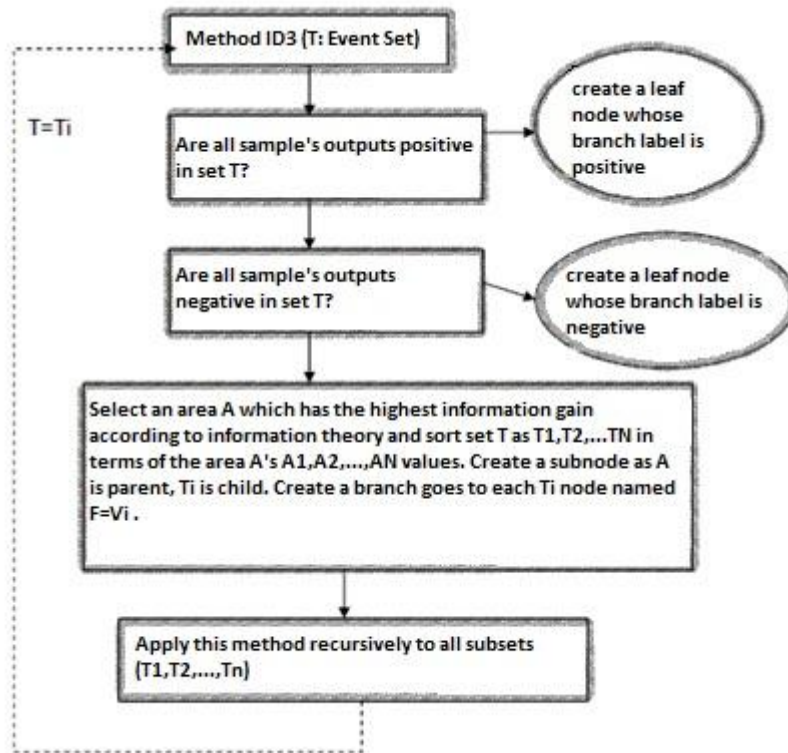 Method ID3 (T: Event Set)
create a leaf
node whose
branch label is
positive
T=Ti
Are all sample's outputs positive
in set T?
Are all sample's outputs
negative in set T?
create a leaf node
whose branch label is
negative
Select an area A which has the highest information gain
according to information theory and sort set T as T1,T2,...TN in
terms of the area A's A1,A2,...,AN values. Create a subnode as A
is parent, Ti is child. Create a branch goes to each Ti node named
F=Vi .
Apply this method recursively to all subsets
(T1,T2,...,Tn)